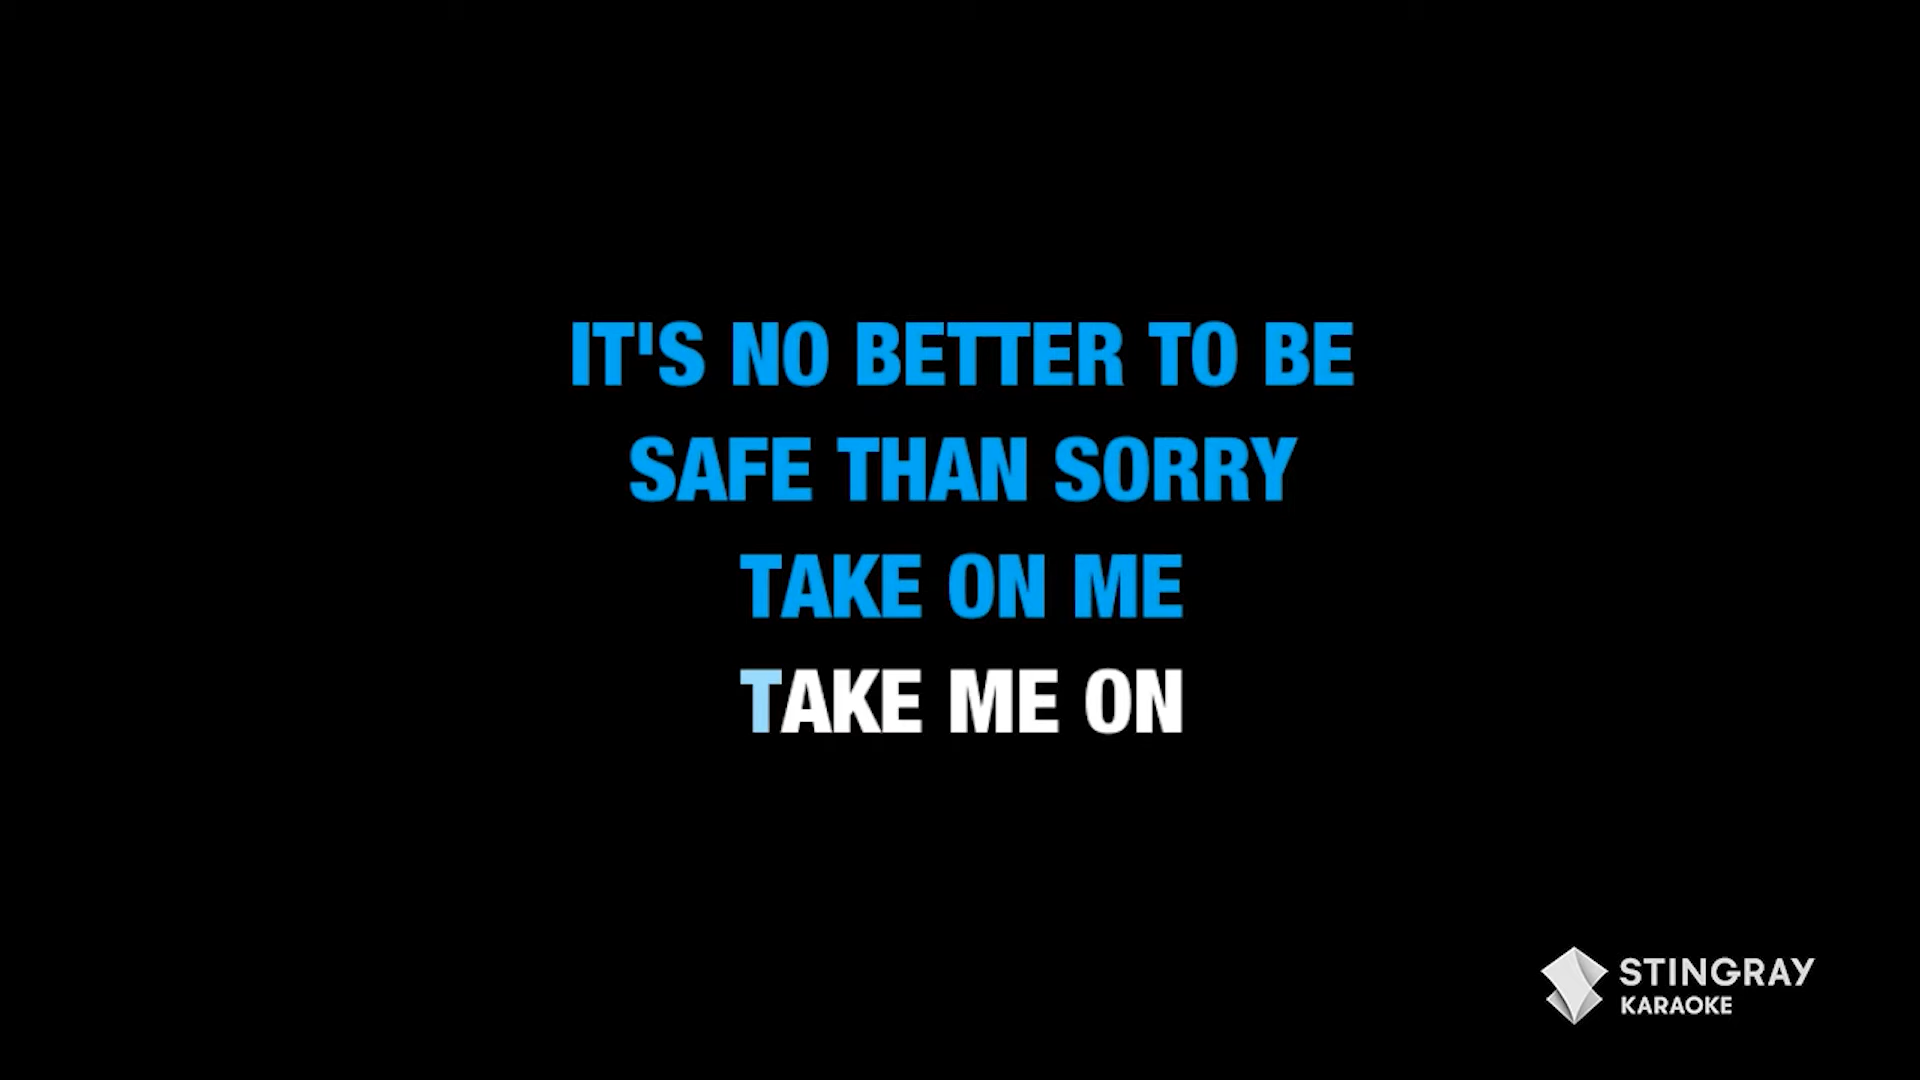 IT'S NO BETTER TO BE
SAFE THAN SORRY
TAKE ON ME
TAKE ME ON
STINGRAY
KARAOKE